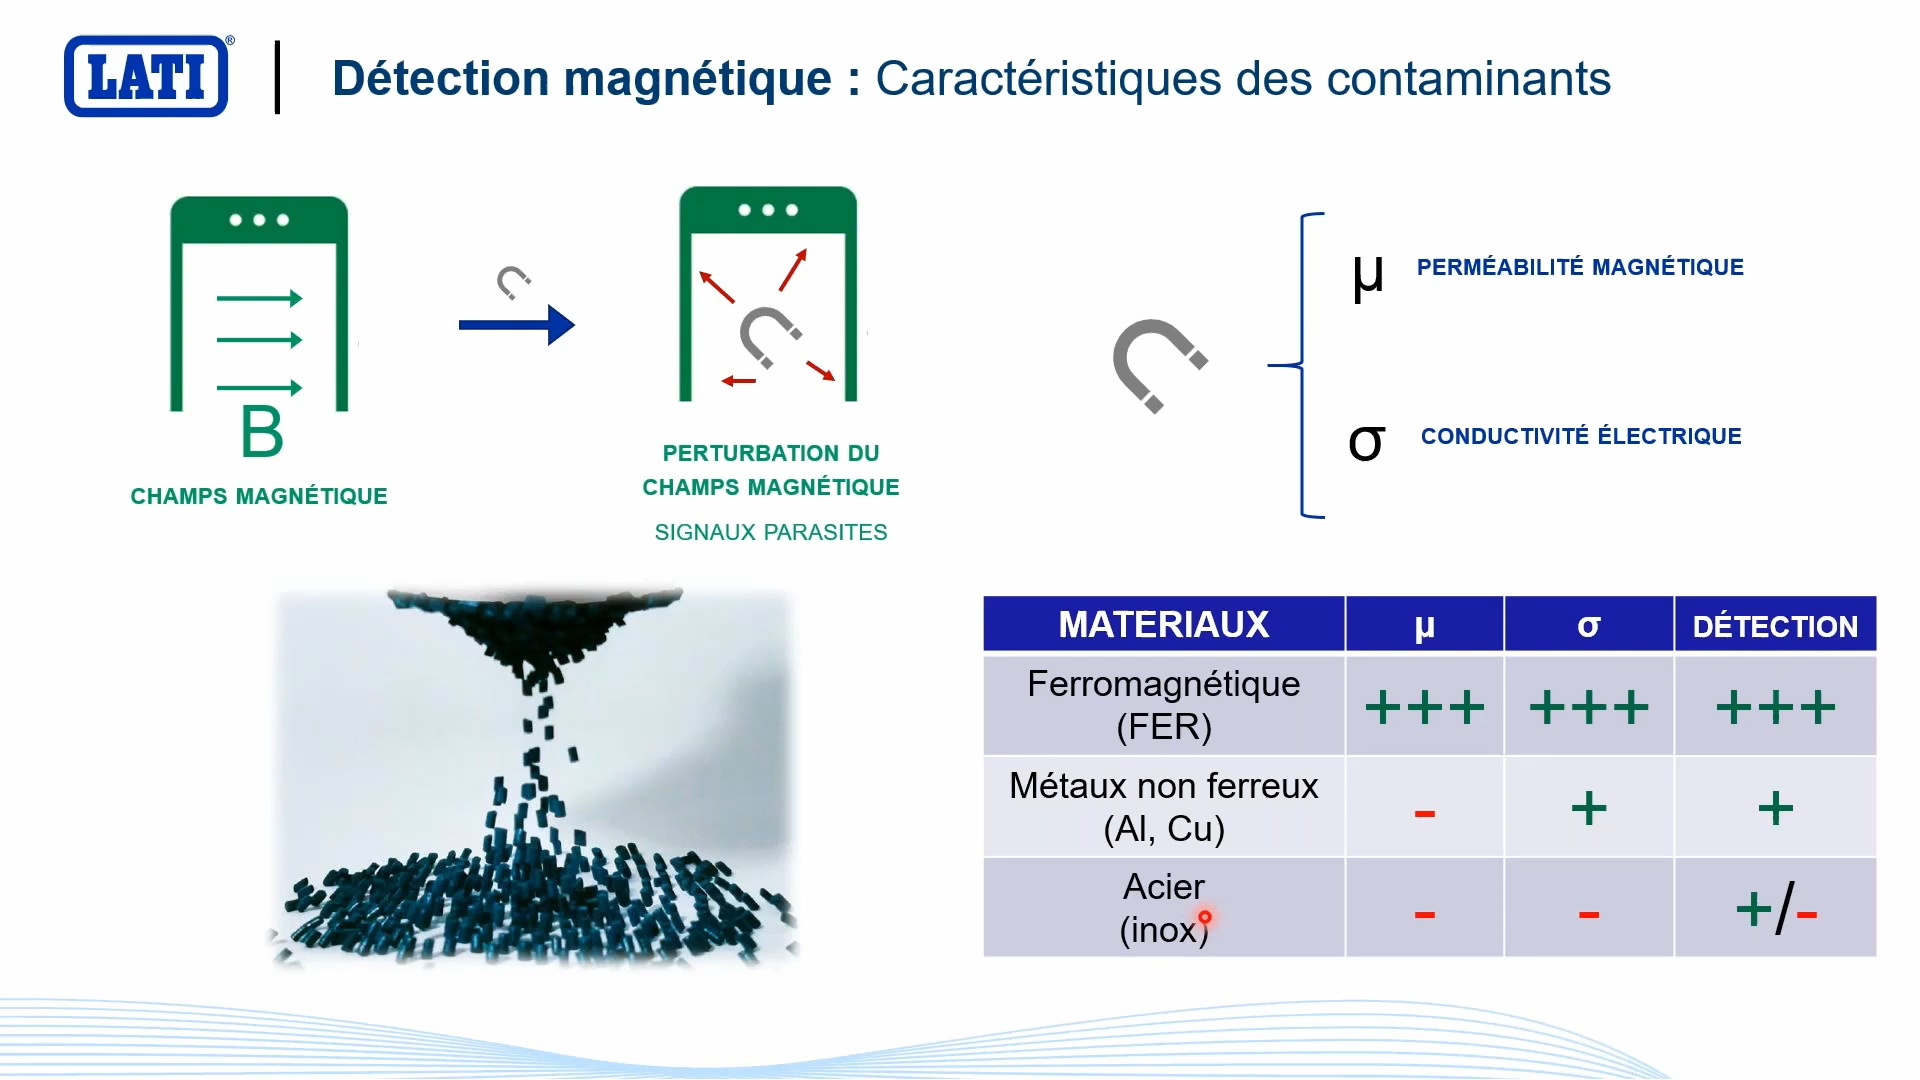 LATI®
Détection magnétique : Caractéristiques des contaminants
B
CHAMPS MAGNÉTIQUE
PERTURBATION DU
CHAMPS MAGNÉTIQUE
SIGNAUX PARASITES
μ PERMÉABILITÉ MAGNÉTIQUE
σ CONDUCTIVITÉ ÉLECTRIQUE
MATERIAUX μ σ DÉTECTION
Ferromagnétique
(FER) +++ +++ +++
Métaux non ferreux
(Al, Cu) - + +
Acier
(inox) - - +/-